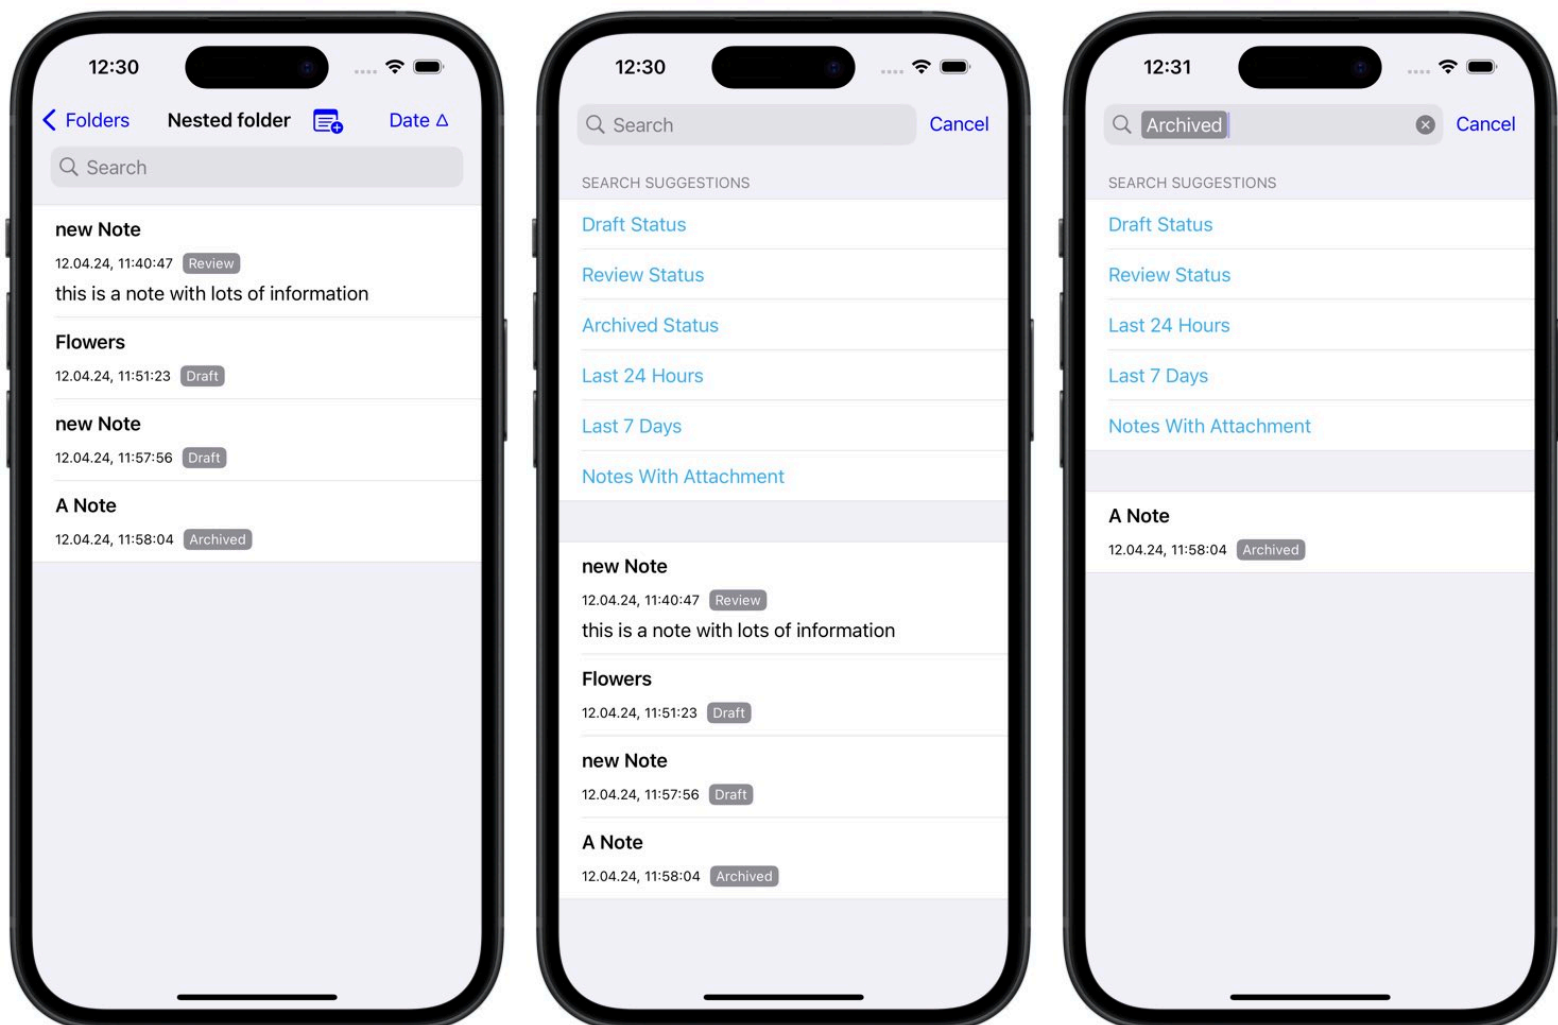 12:30
Folders Nested folder Date
Search
new Note
12.04.24, 11:40:47 Review
this is a note with lots of information
Flowers
12.04.24, 11:51:23 Draft
new Note
12.04.24, 11:57:56 Draft
A Note
12.04.24, 11:58:04 Archived
12:30
Search Cancel
SEARCH SUGGESTIONS
Draft Status
Review Status
Archived Status
Last 24 Hours
Last 7 Days
Notes With Attachment
new Note
12.04.24, 11:40:47 Review
this is a note with lots of information
Flowers
12.04.24, 11:51:23 Draft
new Note
12.04.24, 11:57:56 Draft
A Note
12.04.24, 11:58:04 Archived
12:31
Archived Cancel
SEARCH SUGGESTIONS
Draft Status
Review Status
Last 24 Hours
Last 7 Days
Notes With Attachment
A Note
12.04.24, 11:58:04 Archived